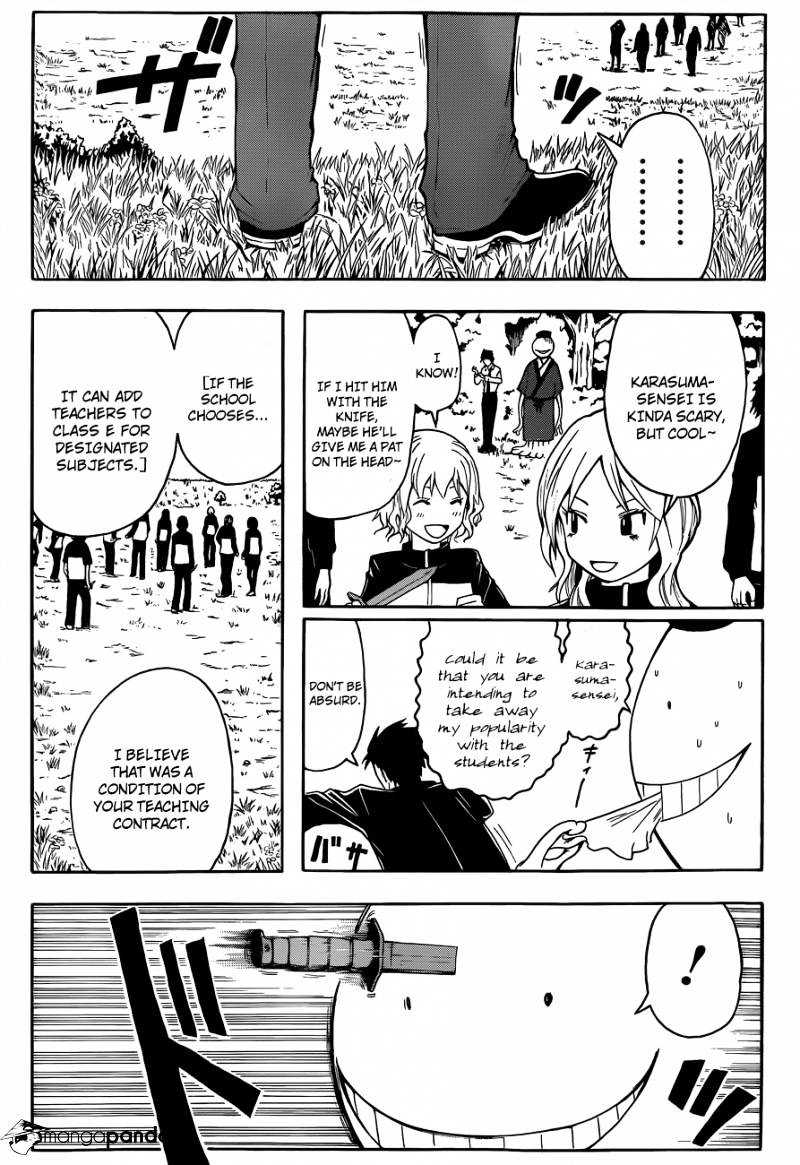 ザ
ッ
⋮⋮⋮⋮
KARASUMA-
SENSEI IS
KINDA SCARY,
BUT COOL~
I
KNOW!
IF I HIT HIM
WITH THE
KNIFE,
MAYBE HE'LL
GIVE ME A PAT
ON THE HEAD~
[IF THE
SCHOOL
CHOOSES...
IT CAN ADD
TEACHERS TO
CLASS E FOR
DESIGNATED
SUBJECTS.]
I BELIEVE
THAT WAS A
CONDITION OF
YOUR TEACHING
CONTRACT.
Kara-
suma-
sensei,
Could it be
that you are
intending to
take away
my popularity
with the
students?
DON'T BE
ABSURD.
キィー
バサ
!
ドッ
mangapanda